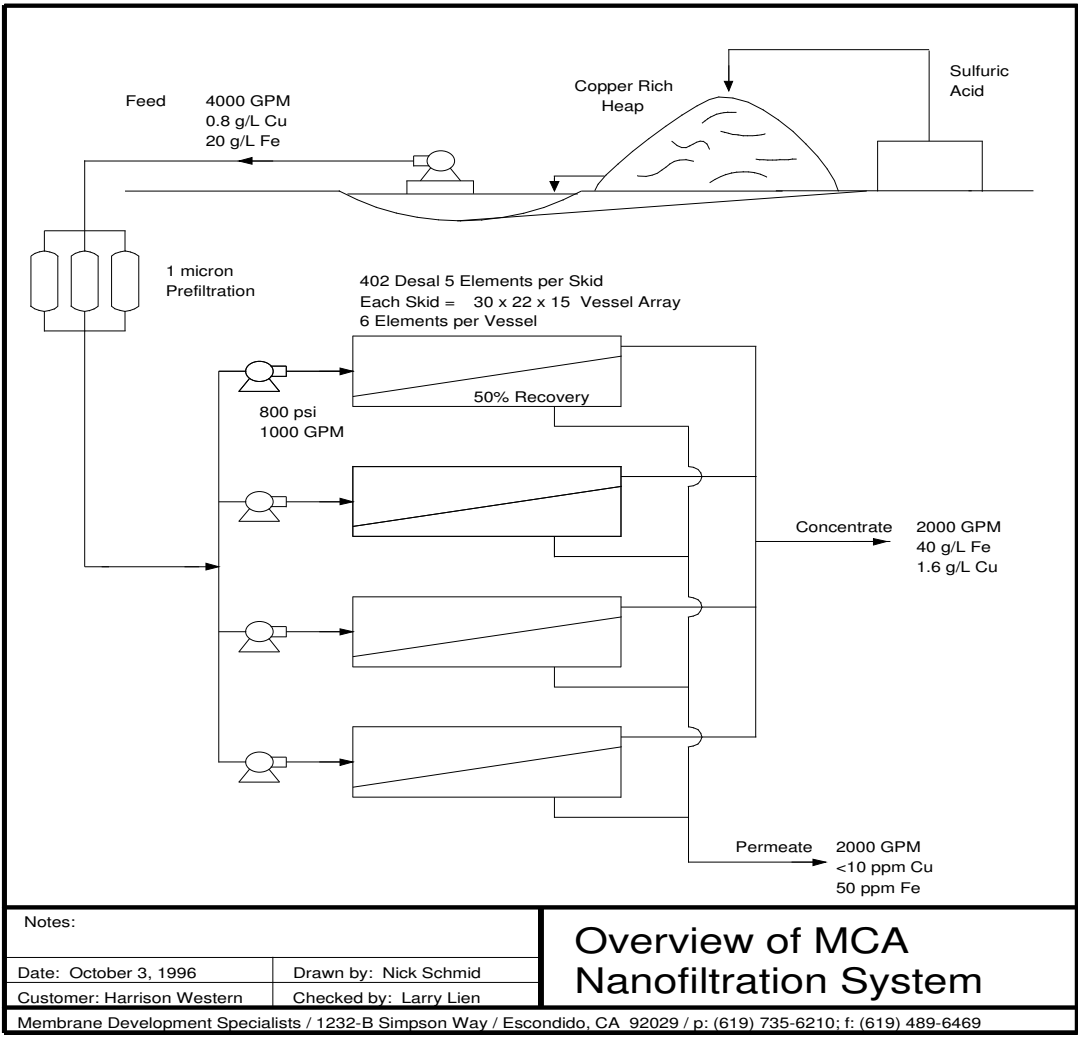 Feed 4000 GPM
0.8 g/L Cu
20 g/L Fe
Copper Rich
Heap
Sulfuric
Acid
1 micron
Prefiltration
402 Desal 5 Elements per Skid
Each Skid = 30 x 22 x 15 Vessel Array
6 Elements per Vessel
50% Recovery
800 psi
1000 GPM
Concentrate 2000 GPM
40 g/L Fe
1.6 g/L Cu
Permeate 2000 GPM
<10 ppm Cu
50 ppm Fe
Notes:
Date: October 3, 1996
Drawn by: Nick Schmid
Customer: Harrison Western
Checked by: Larry Lien
Overview of MCA
Nanofiltration System
Membrane Development Specialists / 1232-B Simpson Way / Escondido, CA 92029 / p: (619) 735-6210; f: (619) 489-6469